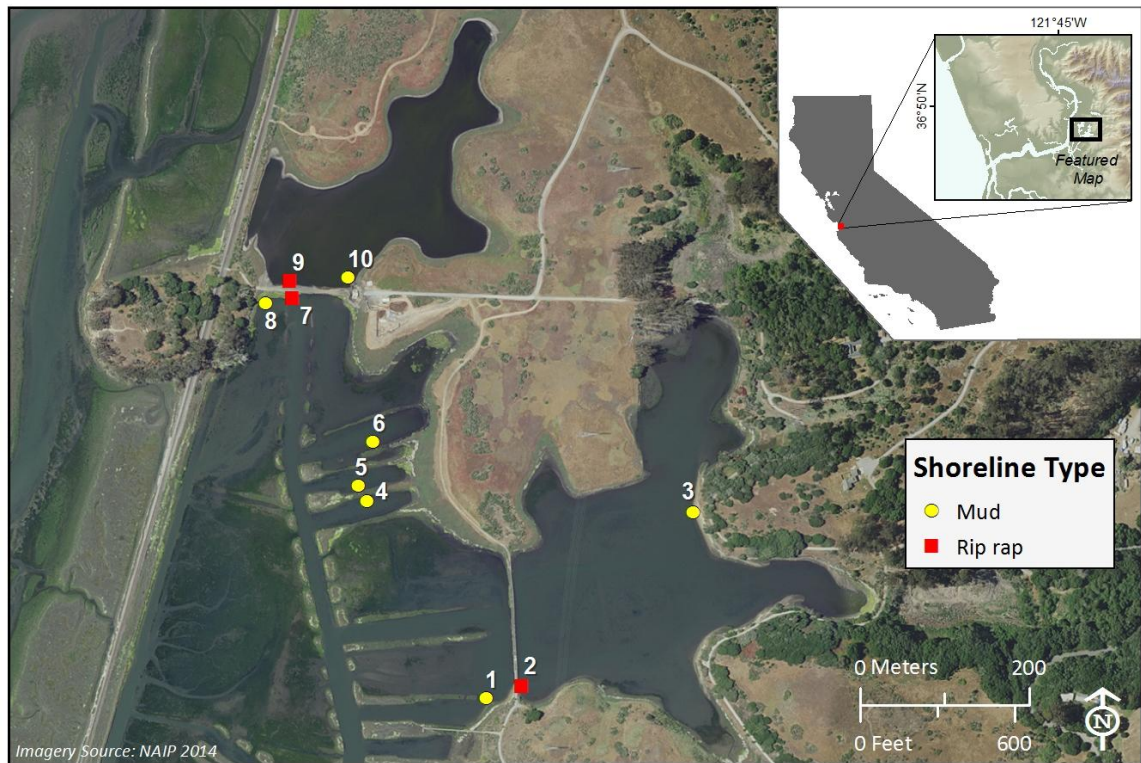 121°45'W
36°50'N
Featured
Map
9
10
8
7
6
5
4
3
1
2
Shoreline Type
Mud
Rip rap
0 Meters 200
0 Feet 600
N
Imagery Source: NAIP 2014